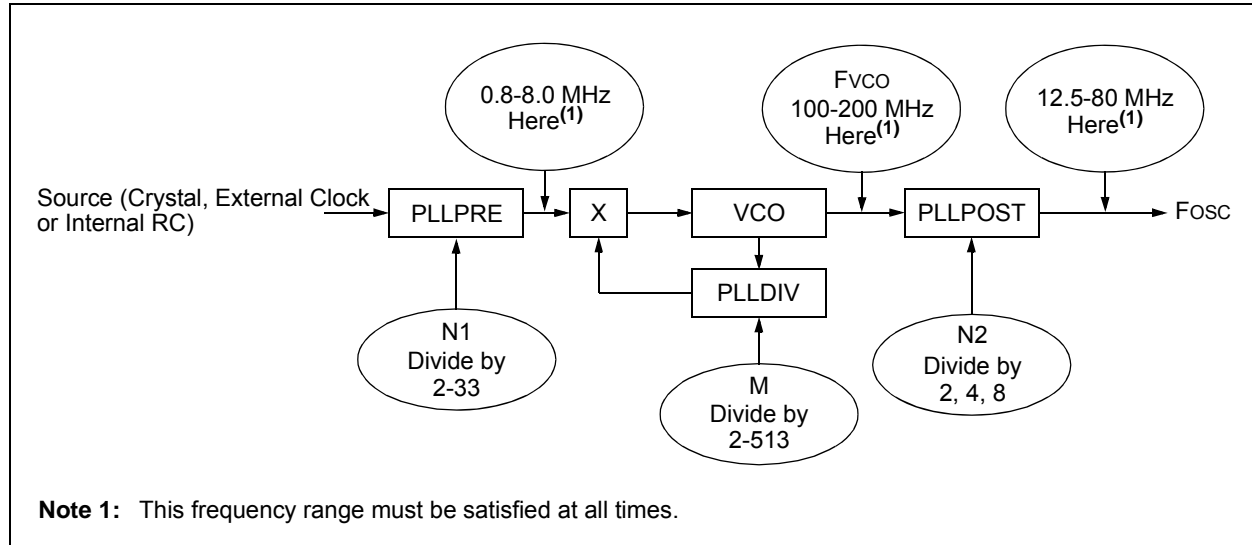 0.8-8.0 MHz
Here(1)
FVCO
100-200 MHz
Here(1)
12.5-80 MHz
Here(1)
Source (Crystal, External Clock
or Internal RC)
PLLPRE
X
VCO
PLLPOST
FOSC
PLLDIV
N1
Divide by
2-33
M
Divide by
2-513
N2
Divide by
2, 4, 8
Note 1: This frequency range must be satisfied at all times.